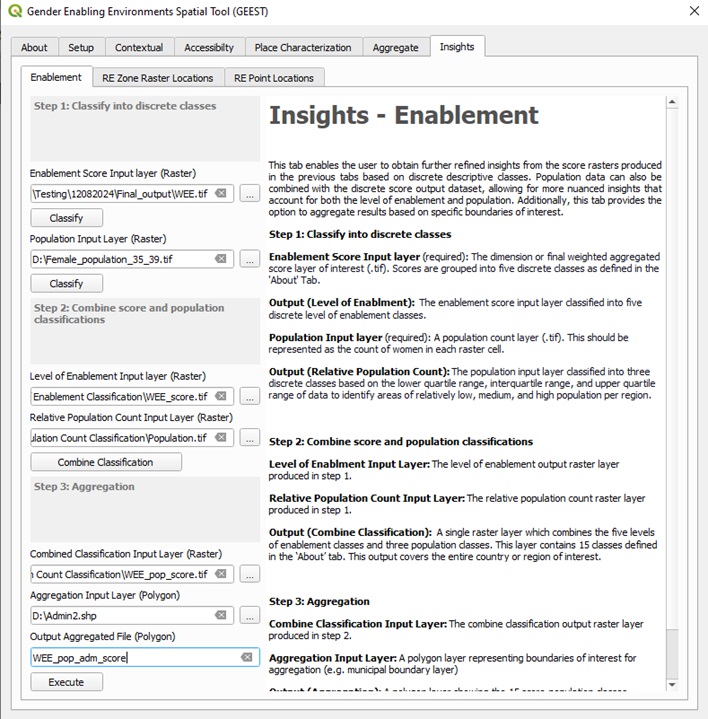 Gender Enabling Environments Spatial Tool (GEEST)
About Setup Contextual Accessibilty Place Characterization Aggregate Insights
Enablement RE Zone Raster Locations RE Point Locations
Step 1: Classify into discrete classes
Enablement Score Input layer (Raster)
\Testing\12082024\Final_output\WEE.tif
...
Classify
Population Input Layer (Raster)
D:\Female_population_35_39.tif
...
Classify
Step 2: Combine score and population
classifications
Level of Enablement Input layer (Raster)
Enablement Classification\WEE_score.tif
...
Relative Population Count Input Layer (Raster)
ulation Count Classification\Population.tif
...
Combine Classification
Step 3: Aggregation
Combined Classification Input Layer (Raster)
n Count Classification\WEE_pop_score.tif
...
Aggregation Input Layer (Polygon)
D:\Admin2.shp
...
Output Aggregated File (Polygon)
WEE_pop_adm_score
Execute
Insights - Enablement
This tab enables the user to obtain further refined insights from the score rasters produced
in the previous tabs based on discrete descriptive classes. Population data can also be
combined with the discrete score output dataset, allowing for more nuanced insights that
account for both the level of enablement and population. Additionally, this tab provides the
option to aggregate results based on specific boundaries of interest.
Step 1: Classify into discrete classes
Enablement Score Input layer (required): The dimension or final weighted aggregated
score layer of interest (.tif). Scores are grouped into five discrete classes as defined in the
'About' Tab.
Output (Level of Enablment): The enablement score input layer classified into five
discrete level of enablement classes.
Population Input layer (required): A population count layer (.tif). This should be
represented as the count of women in each raster cell.
Output (Relative Population Count): The population input layer classified into three
discrete classes based on the lower quartile range, interquartile range, and upper quartile
range of data to identify areas of relatively low, medium, and high population per region.
Step 2: Combine score and population classifications
Level of Enablment Input Layer: The level of enablement output raster layer
produced in step 1.
Relative Population Count Input Layer: The relative population count raster layer
produced in step 1.
Output (Combine Classification): A single raster layer which combines the five levels
of enablement classes and three population classes. This layer contains 15 classes defined
in the 'About' tab. This output covers the entire country or region of interest.
Step 3: Aggregation
Combine Classification Input Layer: The combine classification output raster layer
produced in step 2.
Aggregation Input Layer: A polygon layer representing boundaries of interest for
aggregation (e.g. municipal boundary layer)
Output (Aggregation): A polygon layer showing the 15 score-population classes